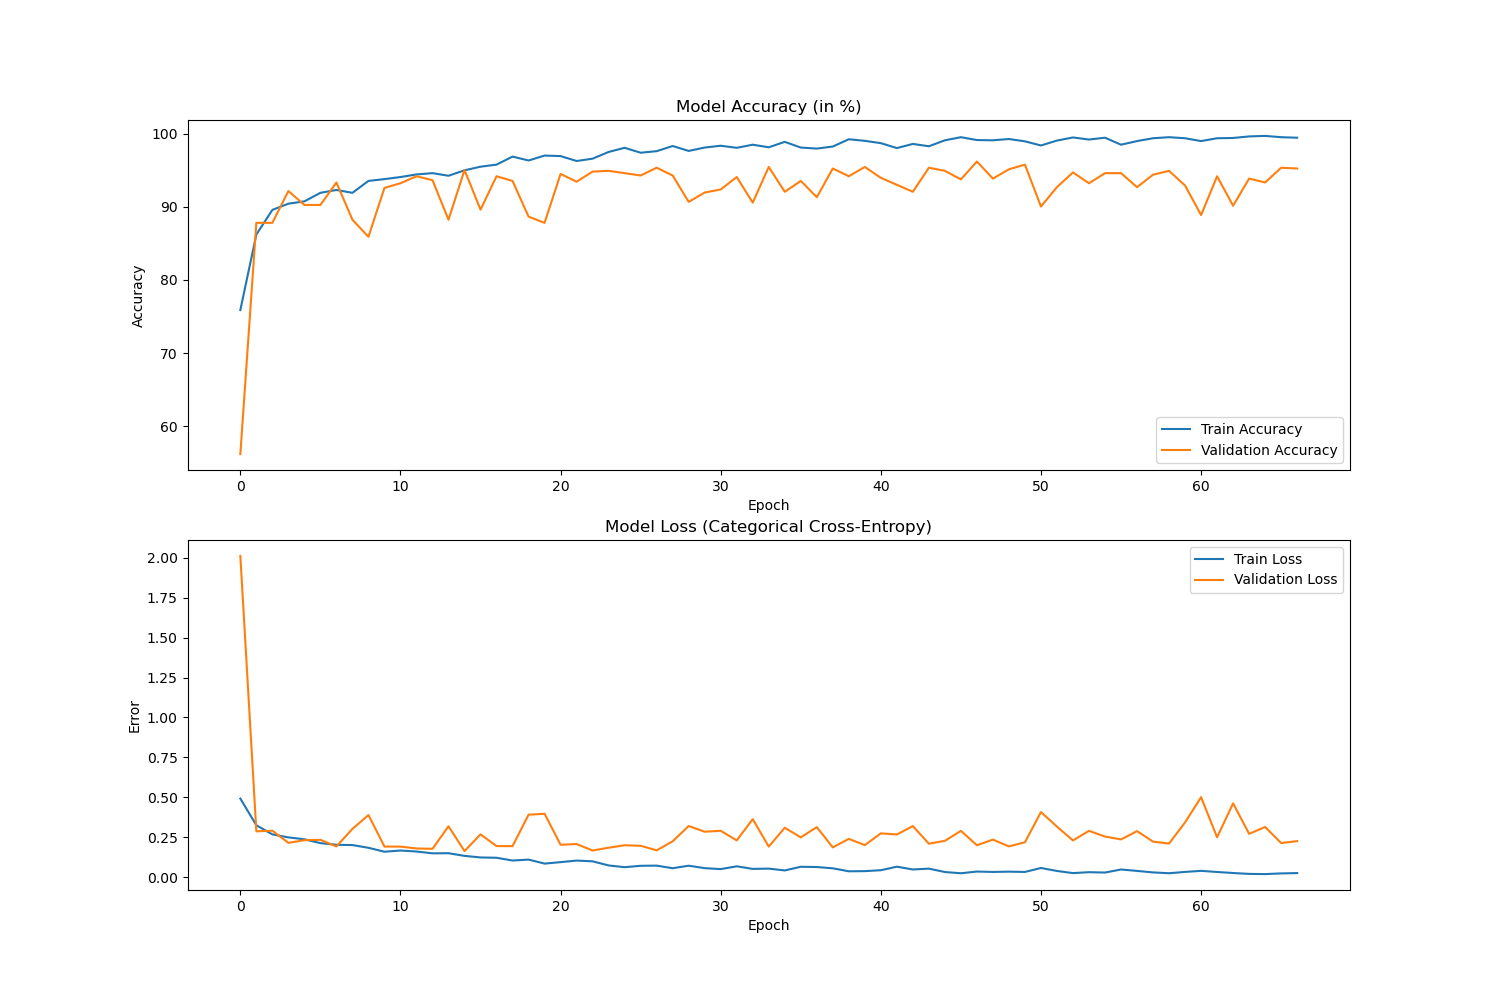 Model Accuracy (in %)
100
90
80
70
60
Accuracy
Train Accuracy
Validation Accuracy
0 10 20 30 40 50 60
Epoch
Model Loss (Categorical Cross-Entropy)
2.00
1.75
1.50
1.25
1.00
0.75
0.50
0.25
0.00
Error
Train Loss
Validation Loss
0 10 20 30 40 50 60
Epoch